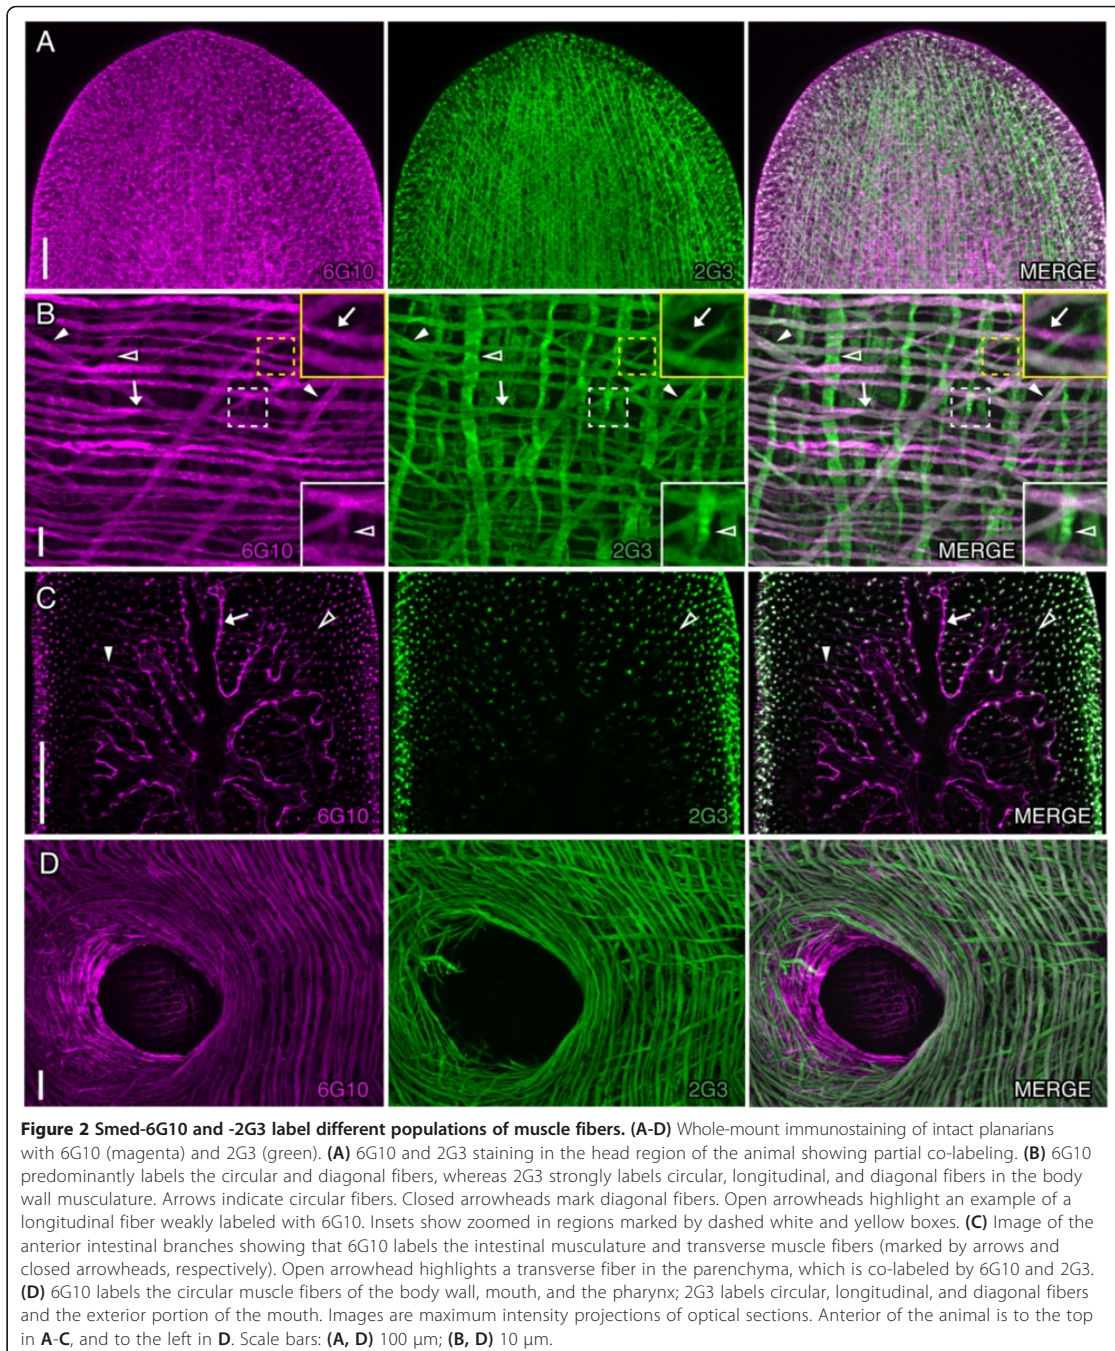 A
6G10
2G3
MERGE
B
6G10
2G3
MERGE
C
6G10
2G3
MERGE
D
6G10
2G3
MERGE
Figure 2 Smed-6G10 and -2G3 label different populations of muscle fibers. (A-D) Whole-mount immunostaining of intact planarians
with 6G10 (magenta) and 2G3 (green). (A) 6G10 and 2G3 staining in the head region of the animal showing partial co-labeling. (B) 6G10
predominantly labels the circular and diagonal fibers, whereas 2G3 strongly labels circular, longitudinal, and diagonal fibers in the body
wall musculature. Arrows indicate circular fibers. Closed arrowheads mark diagonal fibers. Open arrowheads highlight an example of a
longitudinal fiber weakly labeled with 6G10. Insets show zoomed in regions marked by dashed white and yellow boxes. (C) Image of the
anterior intestinal branches showing that 6G10 labels the intestinal musculature and transverse muscle fibers (marked by arrows and
closed arrowheads, respectively). Open arrowhead highlights a transverse fiber in the parenchyma, which is co-labeled by 6G10 and 2G3.
(D) 6G10 labels the circular muscle fibers of the body wall, mouth, and the pharynx; 2G3 labels circular, longitudinal, and diagonal fibers
and the exterior portion of the mouth. Images are maximum intensity projections of optical sections. Anterior of the animal is to the top
in A-C, and to the left in D. Scale bars: (A, D) 100 μm; (B, D) 10 μm.